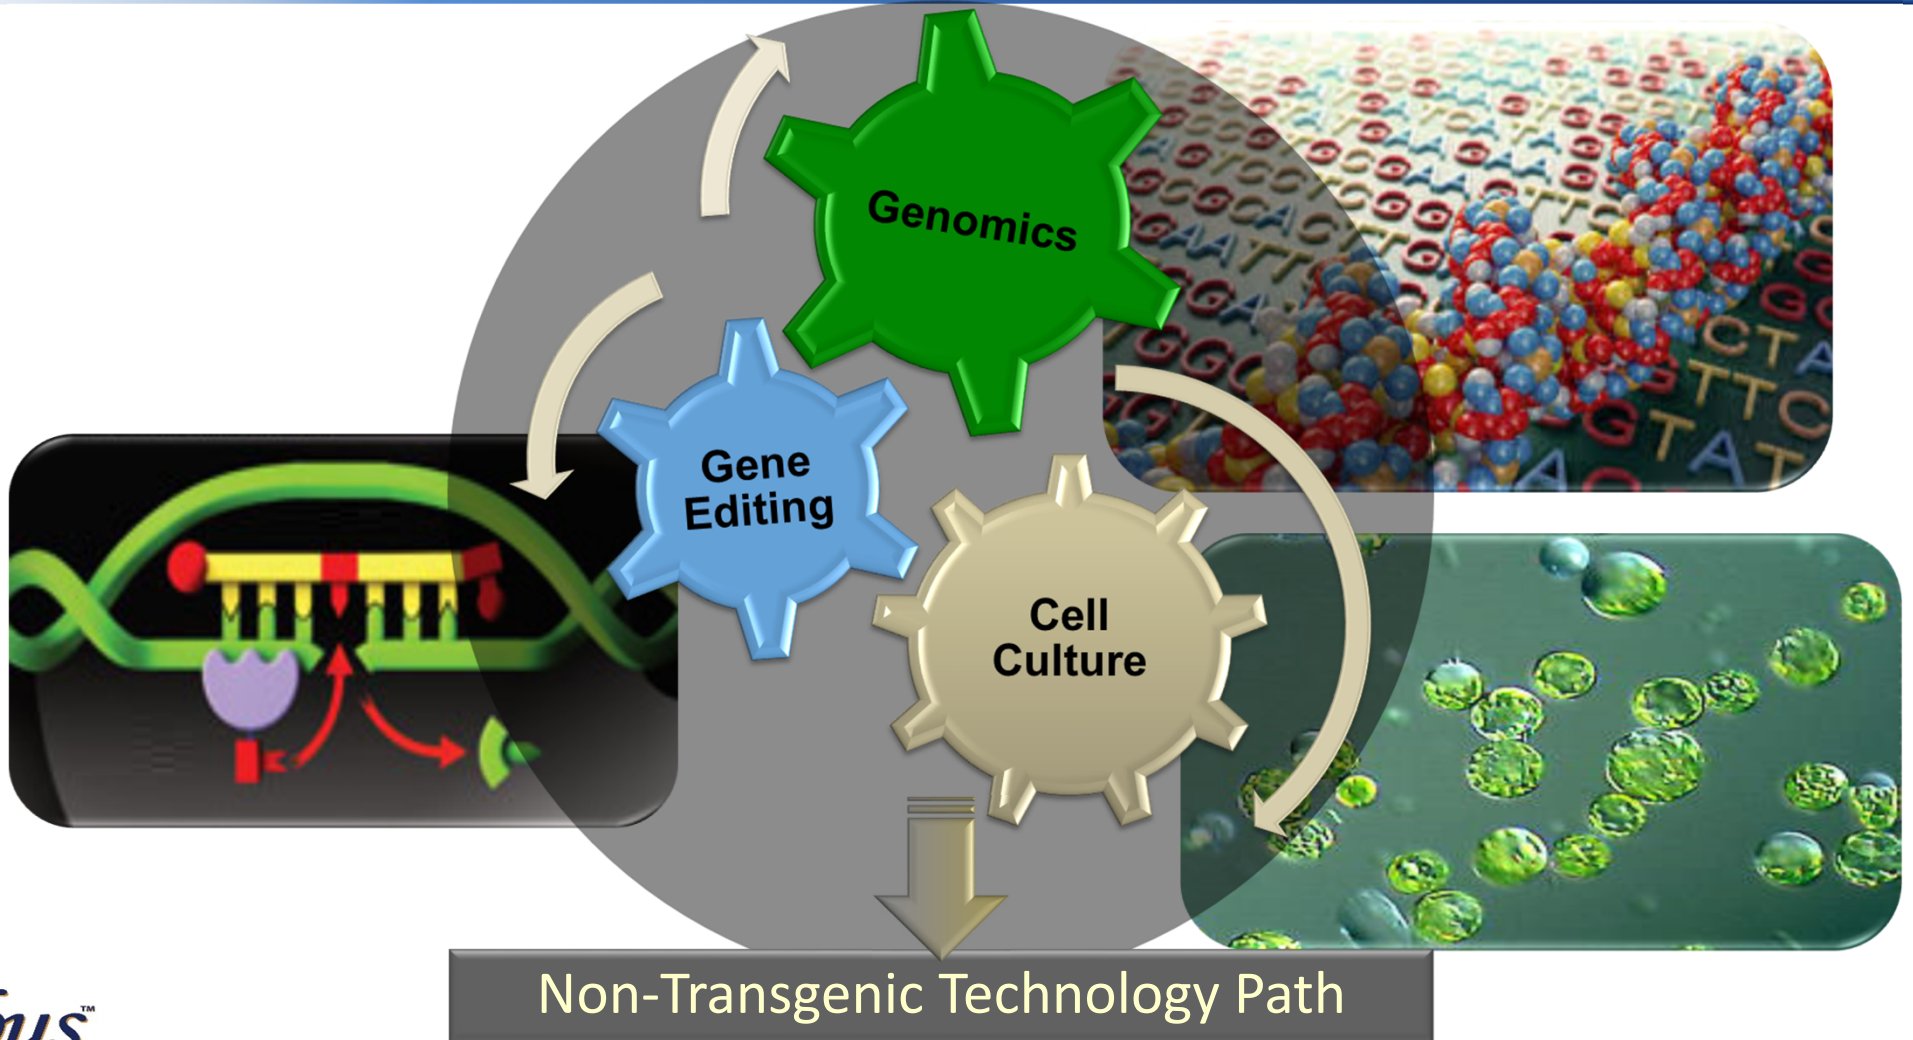 Genomics
Gene
Editing
Cell
Culture
Non-Transgenic Technology Path